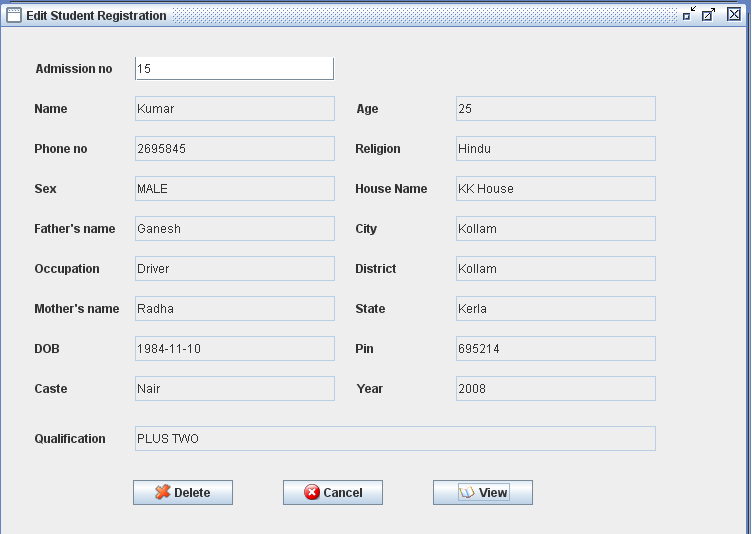 Edit Student Registration
Admission no 15
Name Kumar Age 25
Phone no 2695845 Religion Hindu
Sex MALE House Name KK House
Father's name Ganesh City Kollam
Occupation Driver District Kollam
Mother's name Radha State Kerla
DOB 1984-11-10 Pin 695214
Caste Nair Year 2008
Qualification PLUS TWO
Delete Cancel View